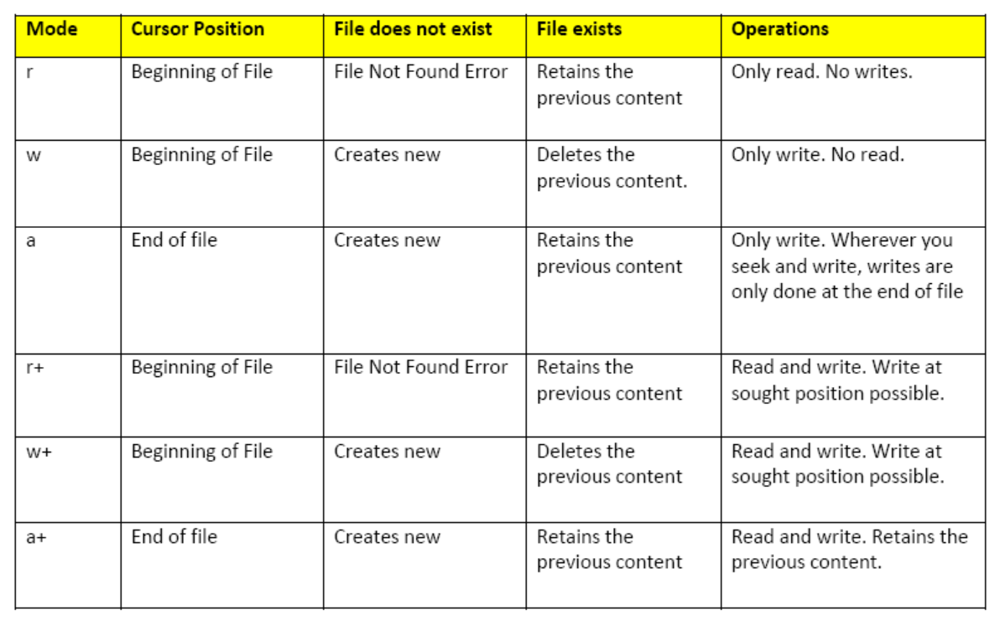 Mode Cursor Position File does not exist File exists Operations
r Beginning of File File Not Found Error Retains the Only read. No writes.
previous content
w Beginning of File Creates new Deletes the Only write. No read.
previous content.
a End of file Creates new Retains the Only write. Wherever you
previous content seek and write, writes are
only done at the end of file
r+ Beginning of File File Not Found Error Retains the Read and write. Write at
previous content sought position possible.
w+ Beginning of File Creates new Deletes the Read and write. Write at
previous content sought position possible.
a+ End of file Creates new Retains the Read and write. Retains the
previous content previous content.